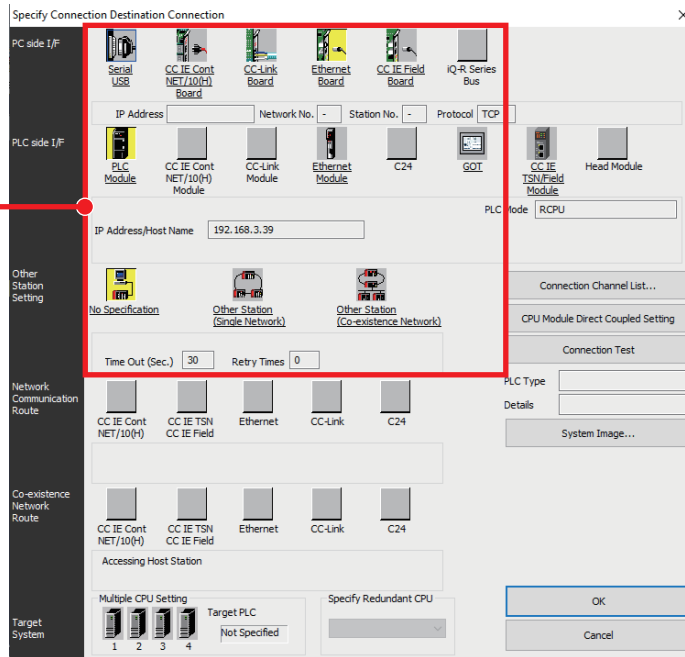 Specify Connection Destination Connection
PC side I/F
Serial
USB
CC IE Cont
NET/10(H)
Board
CC-Link
Board
Ethernet
Board
CC IE Field
Board
iQ-R Series
Bus
IP Address
Network No. -
Station No. -
Protocol TCP
PLC side I/F
PLC
Module
CC IE Cont
NET/10(H)
Module
CC-Link
Module
Ethernet
Module
C24
GOT
CC IE
TSN/Field
Module
Head Module
PLC Mode RCPU
IP Address/Host Name 192.168.3.39
Other
Station
Setting
No Specification
Other Station
(Single Network)
Other Station
(Co-existence Network)
Time Out (Sec.) 30
Retry Times 0
Connection Channel List...
CPU Module Direct Coupled Setting
Connection Test
PLC Type
Details
System Image...
Network
Communication
Route
CC IE Cont
NET/10(H)
CC IE TSN
CC IE Field
Ethernet
CC-Link
C24
Co-existence
Network
Route
CC IE Cont
NET/10(H)
CC IE TSN
CC IE Field
Ethernet
CC-Link
C24
Accessing Host Station
Target
System
Multiple CPU Setting
1 2 3 4
Target PLC
Not Specified
Specify Redundant CPU
OK
Cancel